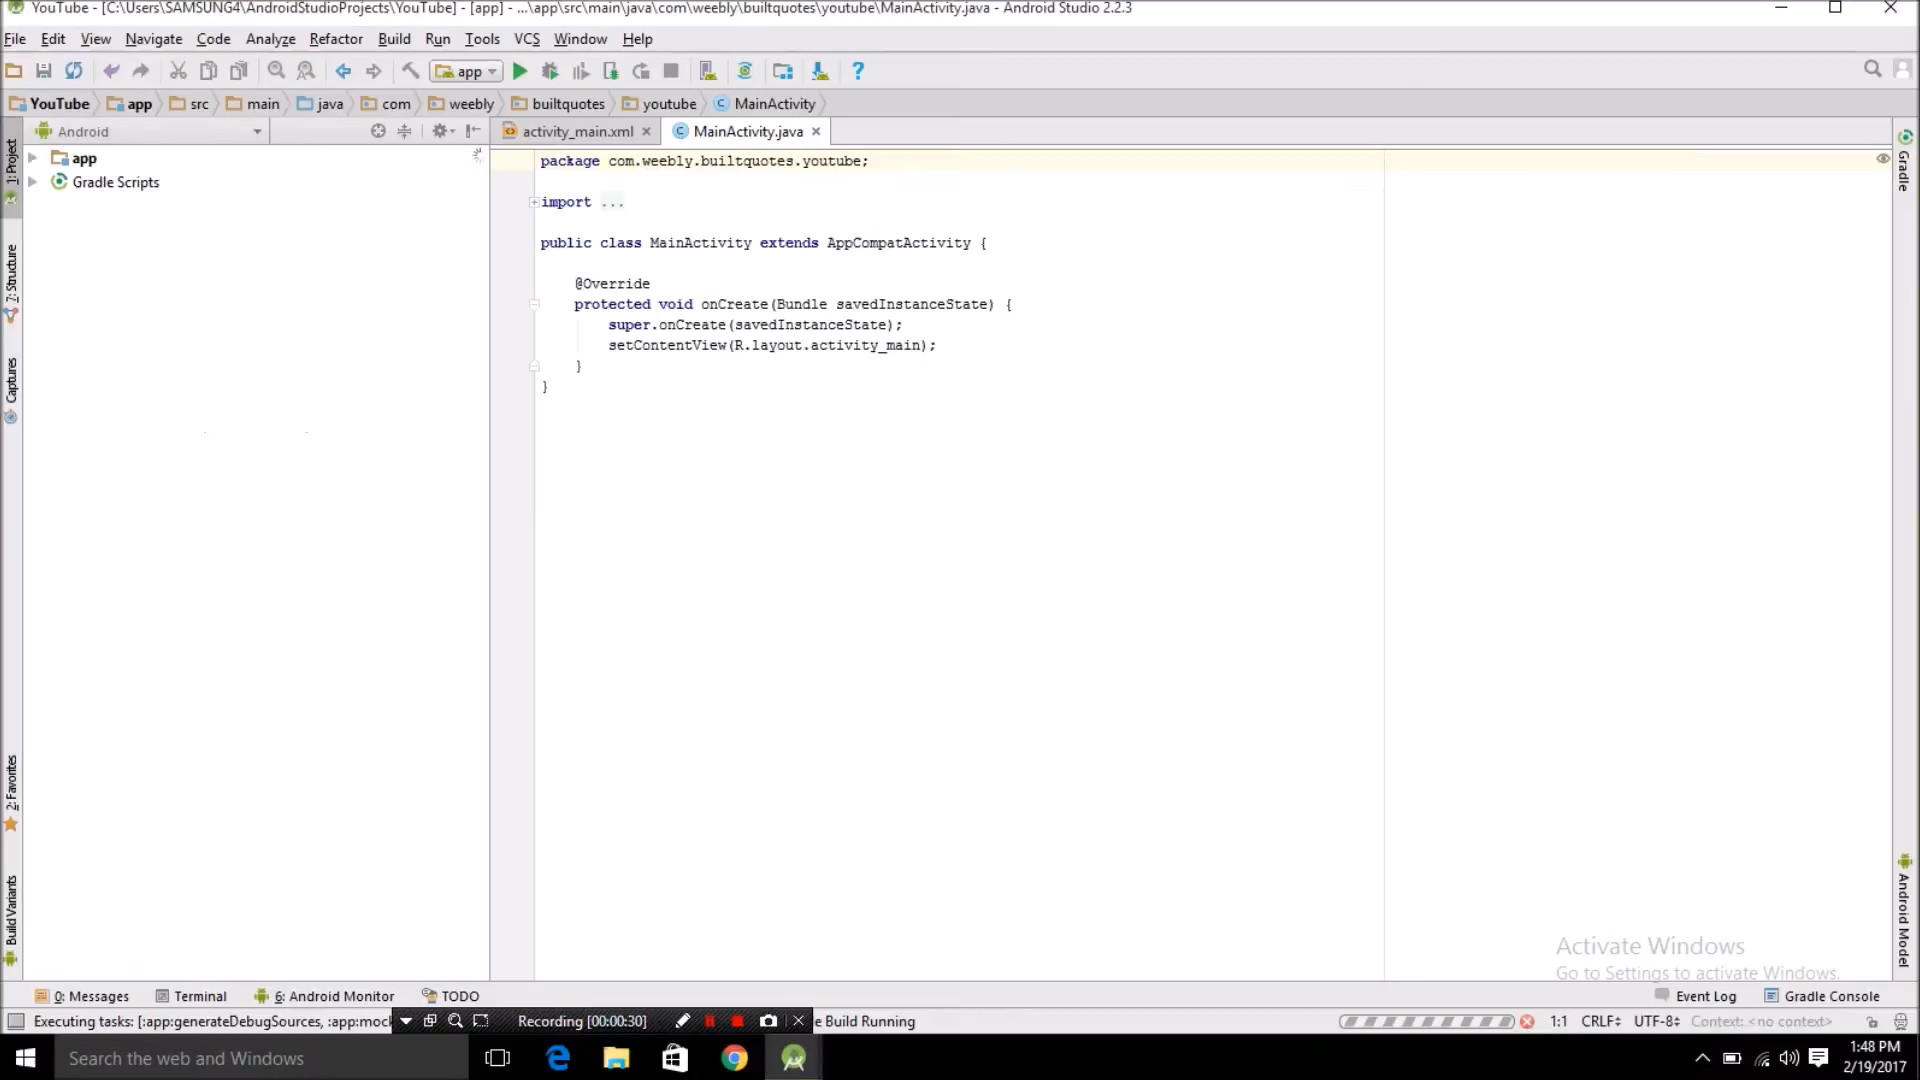 YouTube - [C:\Users\SAMSUNG4\AndroidStudioProjects\YouTube] - [app] - ...\app\src\main\java\com\weebly\builtquotes\youtube\MainActivity.java - Android Studio 2.2.3
File Edit View Navigate Code Analyze Refactor Build Run Tools VCS Window Help
app
YouTube app src main java com weebly builtquotes youtube MainActivity
Android
activity_main.xml MainActivity.java
app
Gradle Scripts
1: Project
7: Structure
Captures
2: Favorites
Build Variants
package com.weebly.builtquotes.youtube;
import ...
public class MainActivity extends AppCompatActivity {
@Override
protected void onCreate(Bundle savedInstanceState) {
super.onCreate(savedInstanceState);
setContentView(R.layout.activity_main);
}
}
Gradle
Android Model
Activate Windows
Go to Settings to activate Windows.
0: Messages Terminal 6: Android Monitor TODO Event Log Gradle Console
Executing tasks: [:app:generateDebugSources, :app:mock Recording [00:00:30] e Build Running 1:1 CRLF UTF-8 Context: <no context>
Search the web and Windows
1:48 PM
2/19/2017